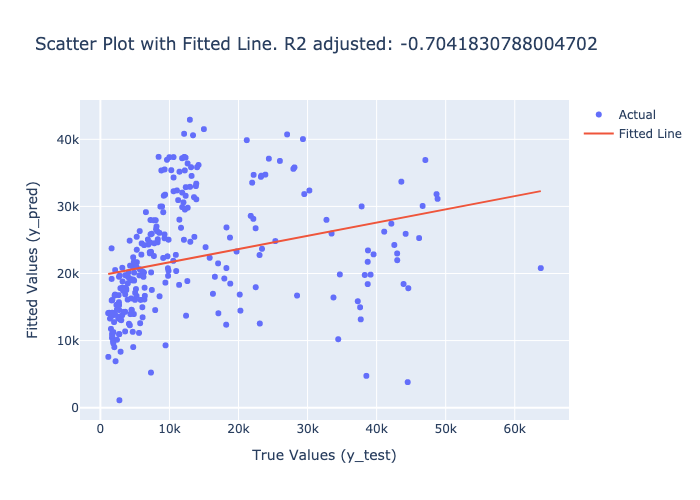 Scatter Plot with Fitted Line. R2 adjusted: -0.7041830788004702
Actual
Fitted Line
40k
30k
20k
10k
0
Fitted Values (y_pred)
0
10k
20k
30k
40k
50k
60k
True Values (y_test)